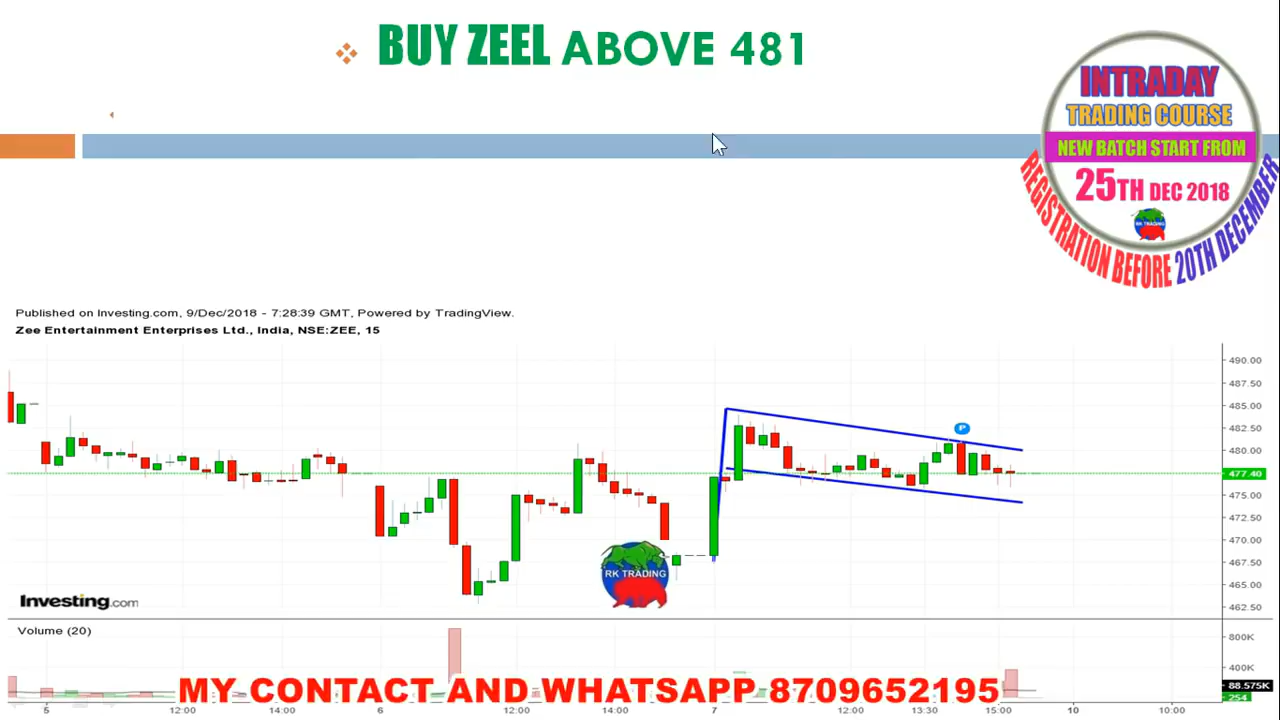 BUY ZEEL ABOVE 481
INTRADAY
TRADING COURSE
NEW BATCH START FROM
25TH DEC 2018
RK TRADING
REGISTRATION BEFORE 20TH DECEMBER
Published on Investing.com, 9/Dec/2018 - 7:28:39 GMT, Powered by TradingView.
Zee Entertainment Enterprises Ltd., India, NSE:ZEE, 15
490.00
487.50
485.00
P
482.50
480.00
477.40
475.00
472.50
470.00
467.50
465.00
462.50
RK TRADING
Investing.com
Volume (20)
800K
400K
88.575K
254
MY CONTACT AND WHATSAPP 8709652195
5 12:00 14:00 6 12:00 14:00 7 12:00 13:30 15:00 10 10:00